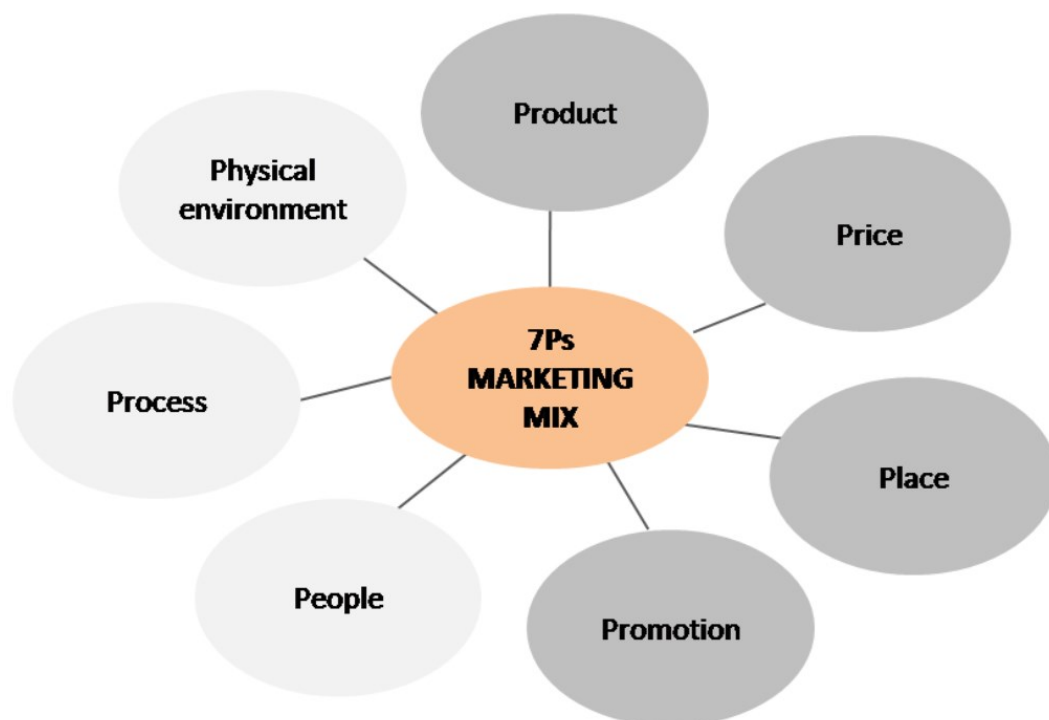 Product
Physical
environment
Price
7Ps
MARKETING
MIX
Process
Place
People
Promotion